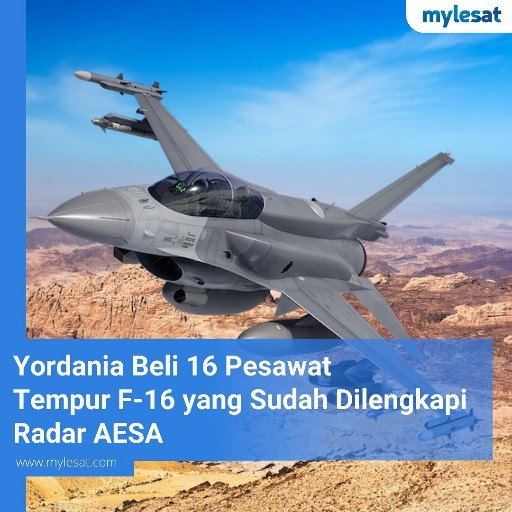 mylesat
Yordania Beli 16 Pesawat
Tempur F-16 yang Sudah Dilengkapi
Radar AESA
www.mylesat.com